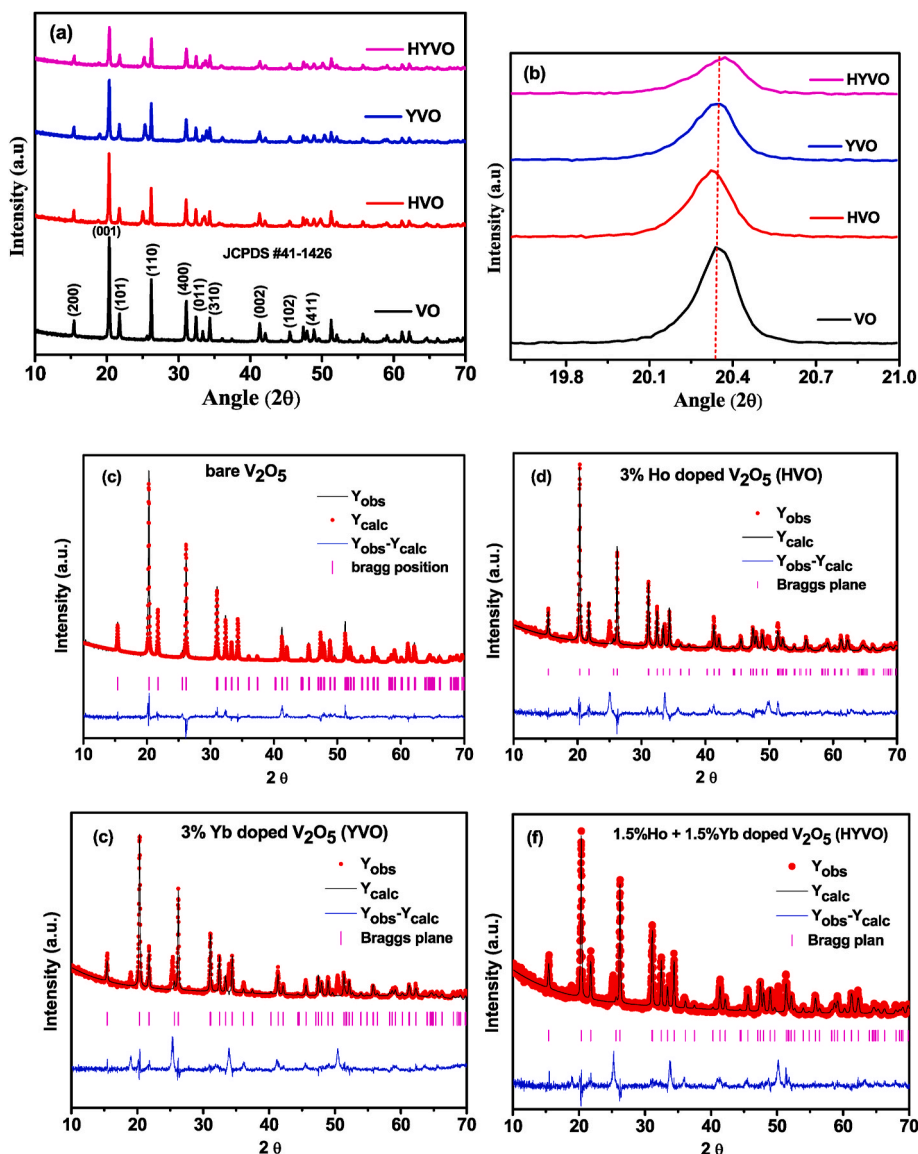 (a)
HYVO
YVO
HVO
(001)
JCPDS #41-1426
(200)
(101)
(110)
(400)
(011)
(310)
(002)
(102)
(411)
VO
Intensity (a.u)
10 20 30 40 50 60 70
Angle (2θ)
(b)
HYVO
YVO
HVO
VO
Intensity (a.u)
19.8 20.1 20.4 20.7 21.0
Angle (2θ)
(c)
bare V2O5
Yobs
Ycalc
Yobs-Ycalc
bragg position
Intensity (a.u.)
10 20 30 40 50 60 70
2 θ
(d)
3% Ho doped V2O5 (HVO)
Yobs
Ycalc
Yobs-Ycalc
Braggs plane
Intensity (a.u.)
10 20 30 40 50 60 70
2 θ
(c)
3% Yb doped V2O5 (YVO)
Yobs
Ycalc
Yobs-Ycalc
Braggs plane
Intensity (a.u.)
10 20 30 40 50 60 70
2 θ
(f)
1.5%Ho + 1.5%Yb doped V2O5 (HYVO)
Yobs
Ycalc
Yobs-Ycalc
Bragg plan
Intensity (a.u.)
10 20 30 40 50 60 70
2 θ